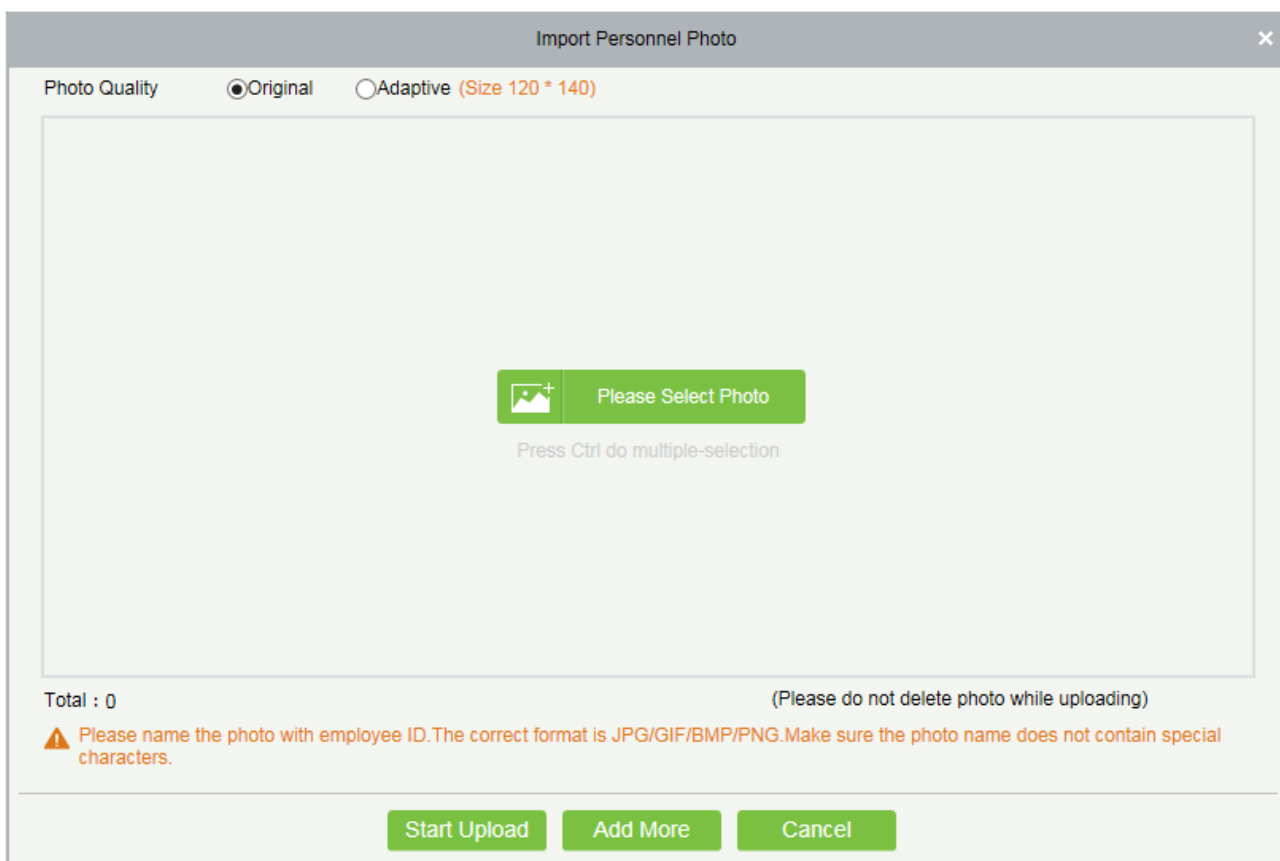 Import Personnel Photo
Photo Quality Original Adaptive (Size 120 * 140)
Please Select Photo
Press Ctrl do multiple-selection
Total : 0 (Please do not delete photo while uploading)
Please name the photo with employee ID.The correct format is JPG/GIF/BMP/PNG.Make sure the photo name does not contain special
characters.
Start Upload Add More Cancel